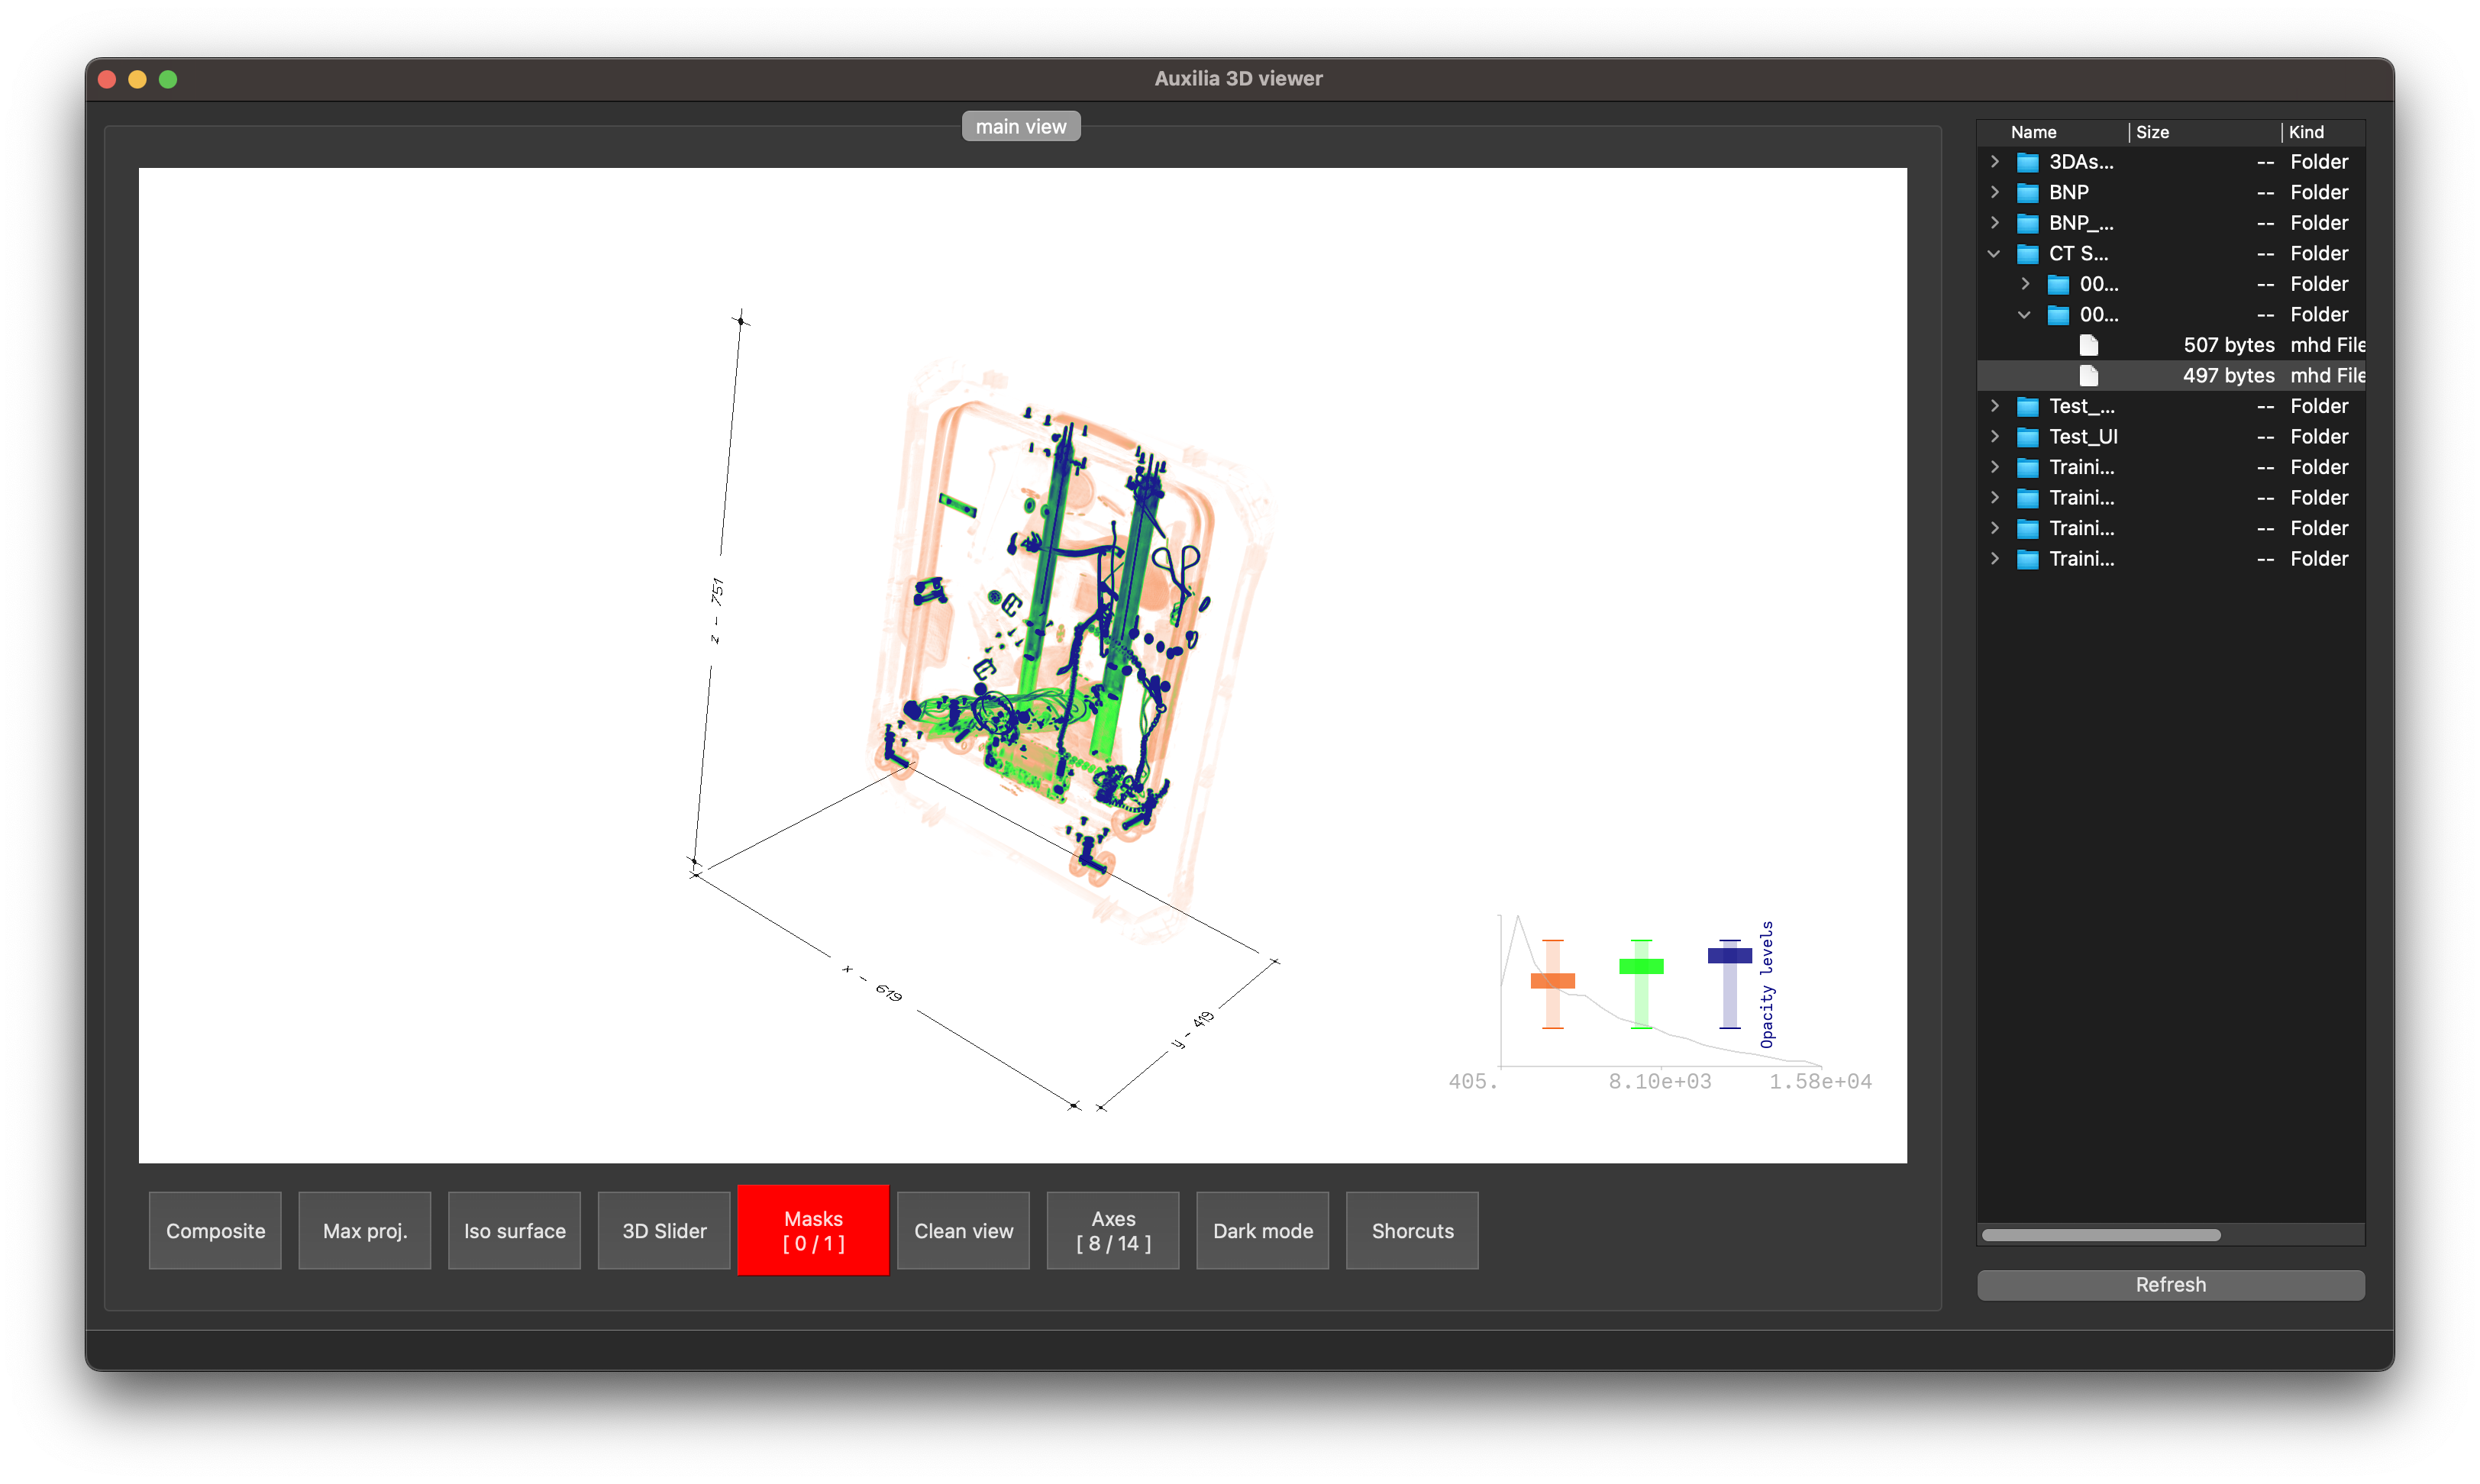 Auxilia 3D viewer
main view
z - 751
x - 619
y - 419
Opacity levels
405.
8.10e+03
1.58e+04
Composite
Max proj.
Iso surface
3D Slider
Masks
[ 0 / 1 ]
Clean view
Axes
[ 8 / 14 ]
Dark mode
Shorcuts
Name Size Kind
3DAs... -- Folder
BNP -- Folder
BNP_... -- Folder
CT S... -- Folder
00... -- Folder
00... -- Folder
507 bytes mhd File
497 bytes mhd File
Test_... -- Folder
Test_UI -- Folder
Traini... -- Folder
Traini... -- Folder
Traini... -- Folder
Traini... -- Folder
Refresh